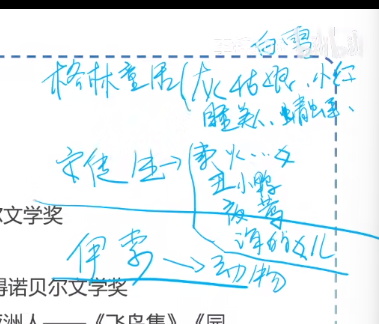 白雪
格林童话(灰姑娘、小红
睡美人、青蛙王、
安徒生→卖火…女
丑小鸭
夜莺
海的女儿
尔文学奖
伊索→动物
得诺贝尔文学奖
亚洲人——《飞鸟集》《园